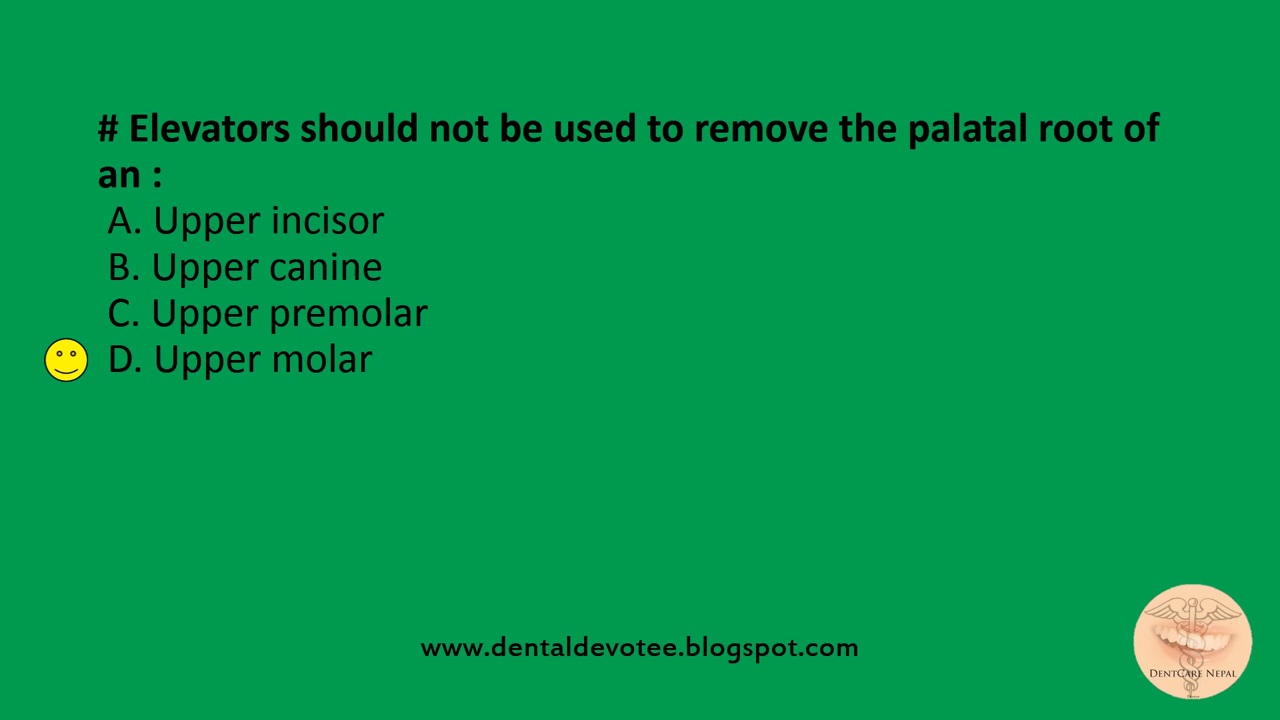 # Elevators should not be used to remove the palatal root of
an :
A. Upper incisor
B. Upper canine
C. Upper premolar
D. Upper molar
www.dentaldevotee.blogspot.com
DentCare Nepal